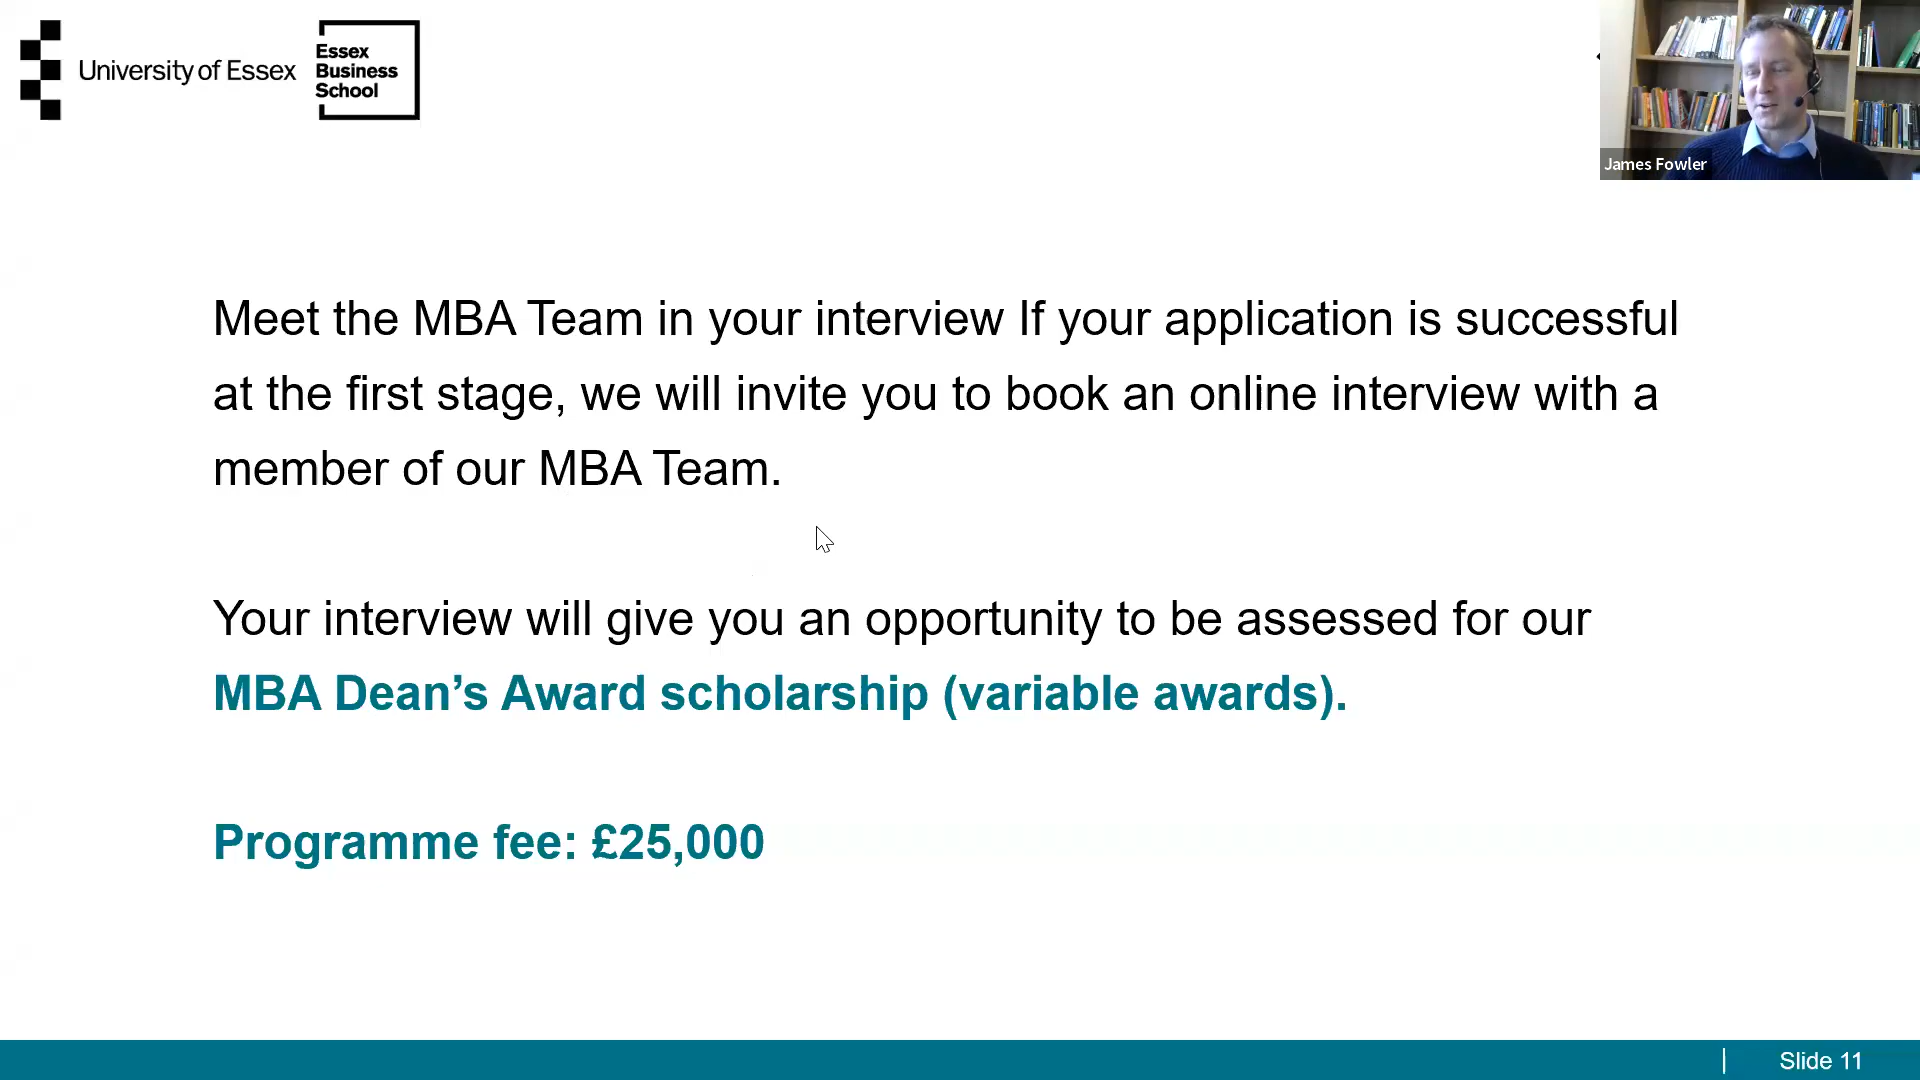 University of Essex
Essex
Business
School
James Fowler
Meet the MBA Team in your interview If your application is successful
at the first stage, we will invite you to book an online interview with a
member of our MBA Team.
Your interview will give you an opportunity to be assessed for our
MBA Dean’s Award scholarship (variable awards).
Programme fee: £25,000
| Slide 11